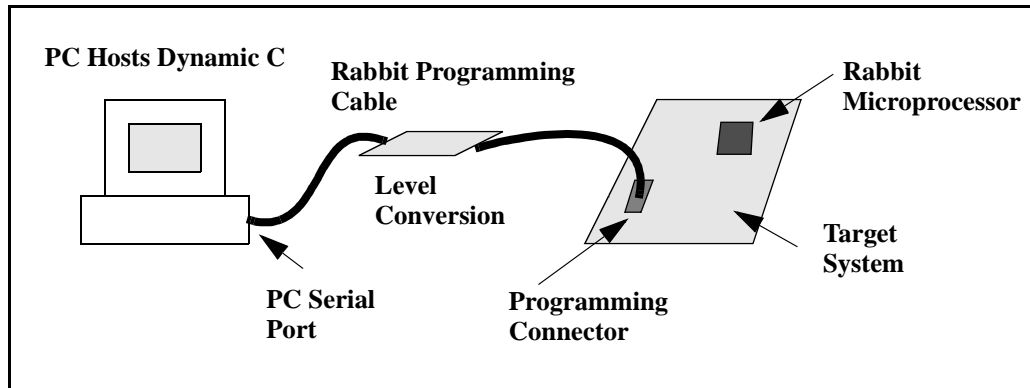 PC Hosts Dynamic C
Rabbit Programming
Cable
Rabbit
Microprocessor
Level
Conversion
Target
System
PC Serial
Port
Programming
Connector